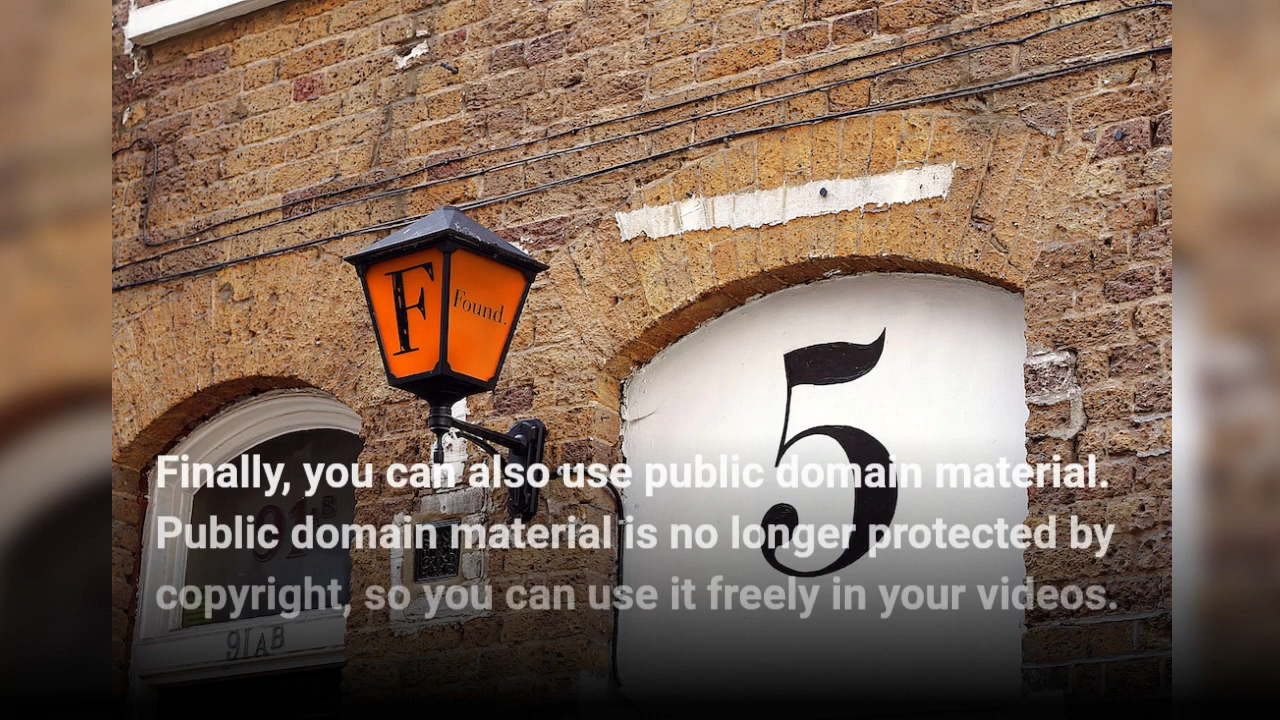 F
Found.
5
Finally, you can also use public domain material.
Public domain material is no longer protected by
copyright, so you can use it freely in your videos.
91AB